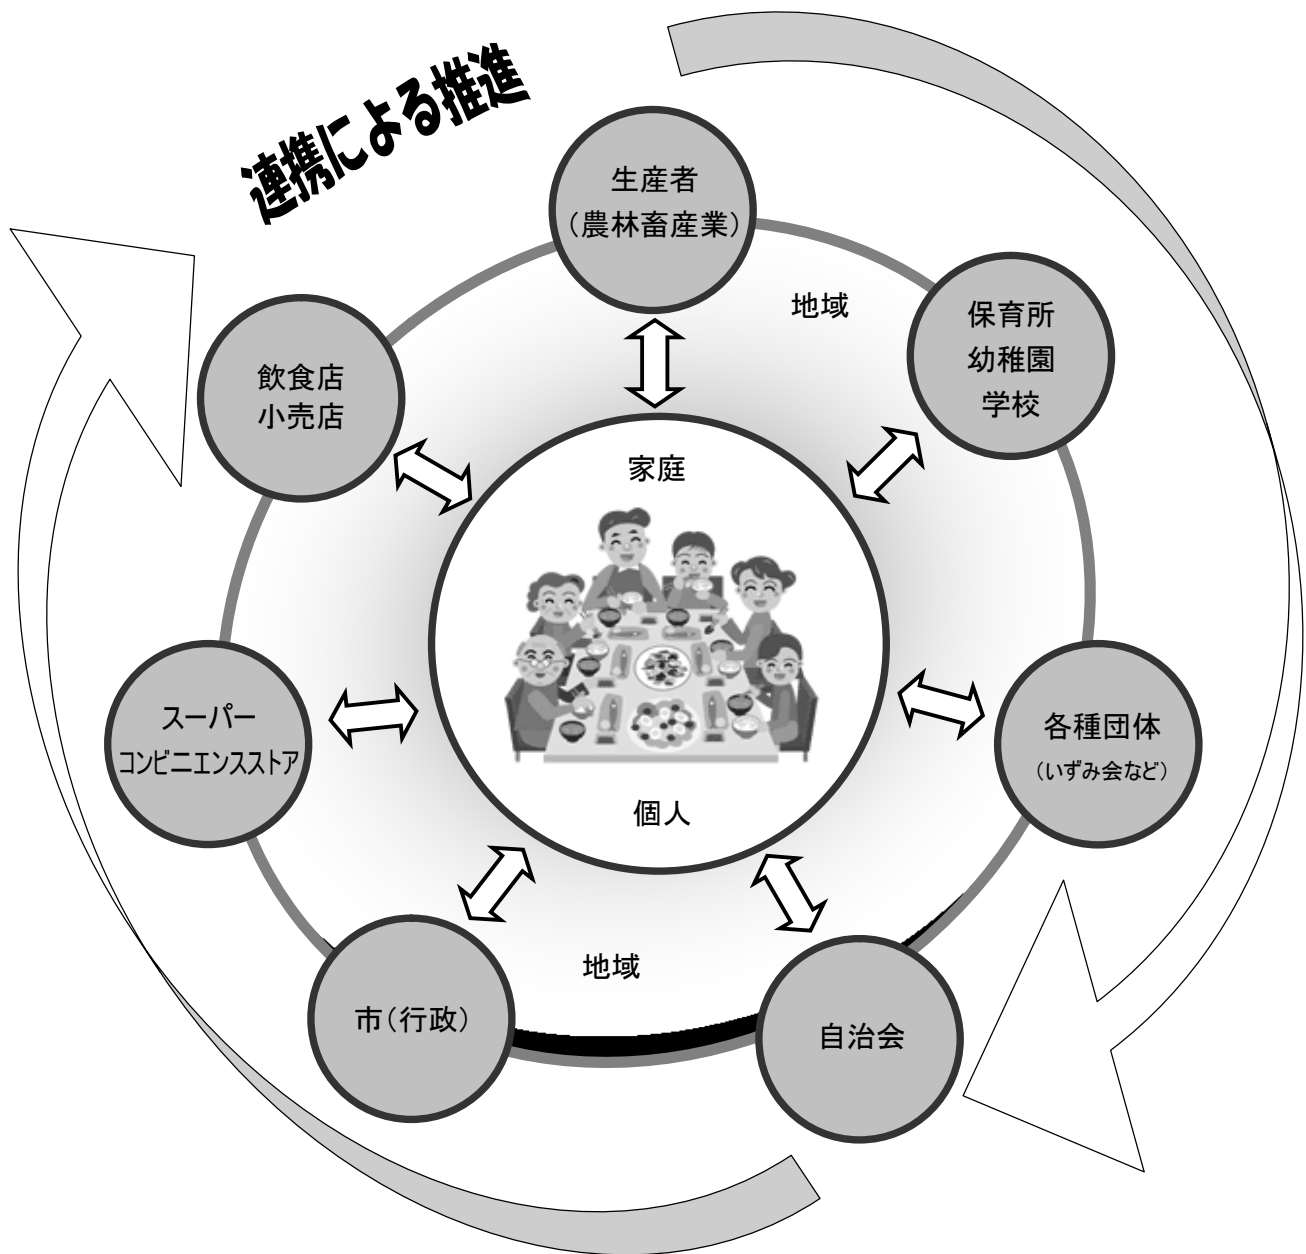 連携による推進
生産者
（農林畜産業）
地域
保育所
幼稚園
学校
飲食店
小売店
家庭
スーパー
コンビニエンスストア
各種団体
（いずみ会など）
個人
地域
市（行政）
自治会